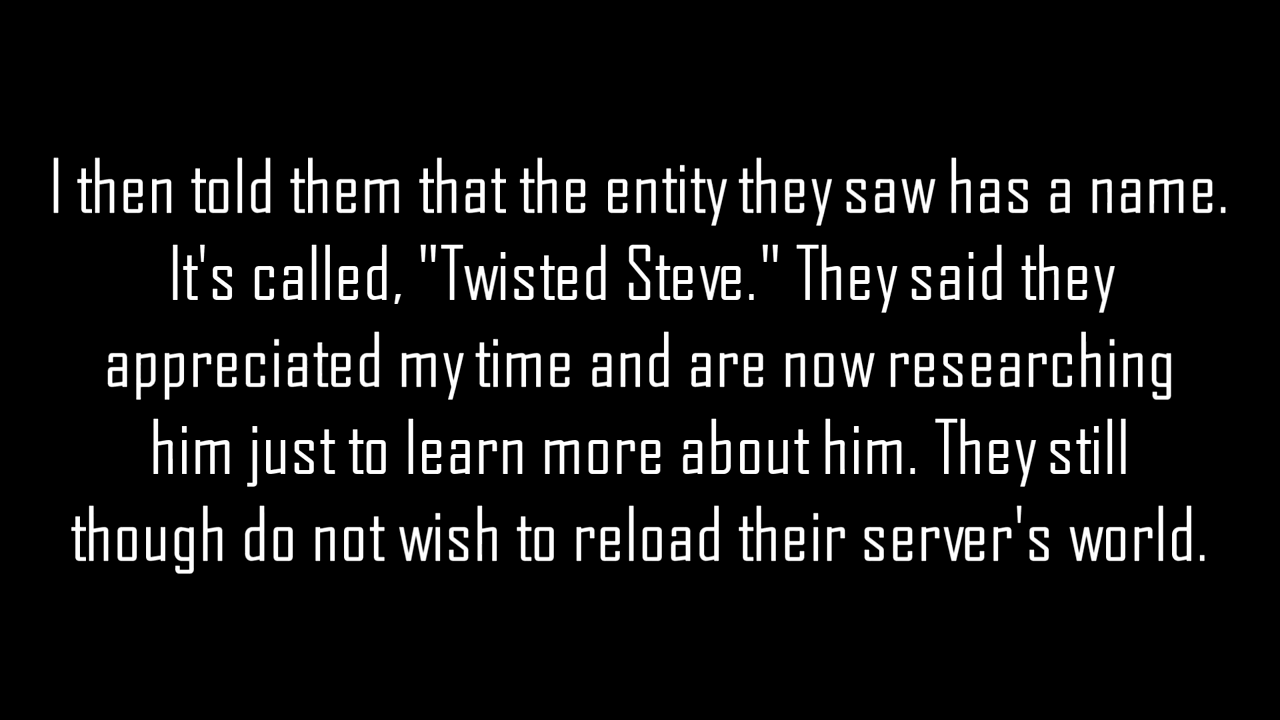 I then told them that the entity they saw has a name.
It's called, "Twisted Steve." They said they
appreciated my time and are now researching
him just to learn more about him. They still
though do not wish to reload their server's world.